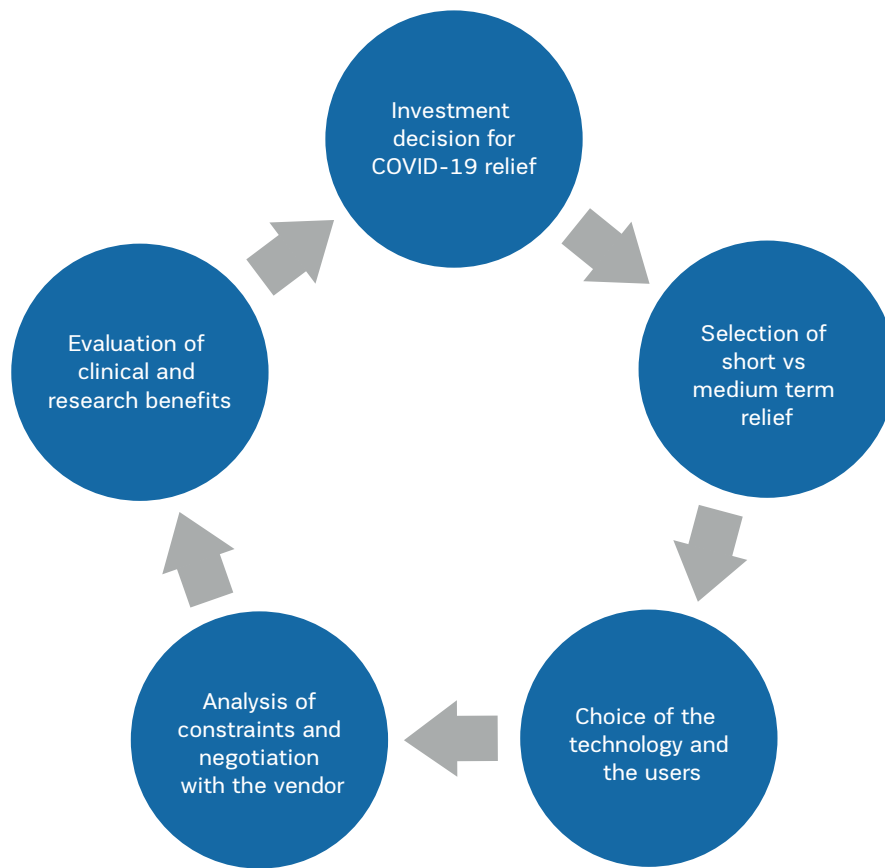 Investment
decision for
COVID-19 relief
Selection of
short vs
medium term
relief
Choice of the
technology and
the users
Analysis of
constraints and
negotiation
with the vendor
Evaluation of
clinical and
research benefits